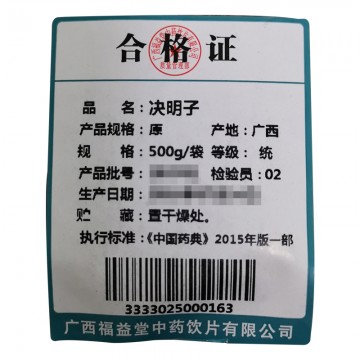 合格证
品 名：决明子
产品规格：原 产地：广西
规 格：500g/袋 等级： 统
产品批号： 检验员：02
生产日期：
贮 藏：置干燥处。
执行标准：《中国药典》2015年版一部
3333025000163
广西福益堂中药饮片有限公司